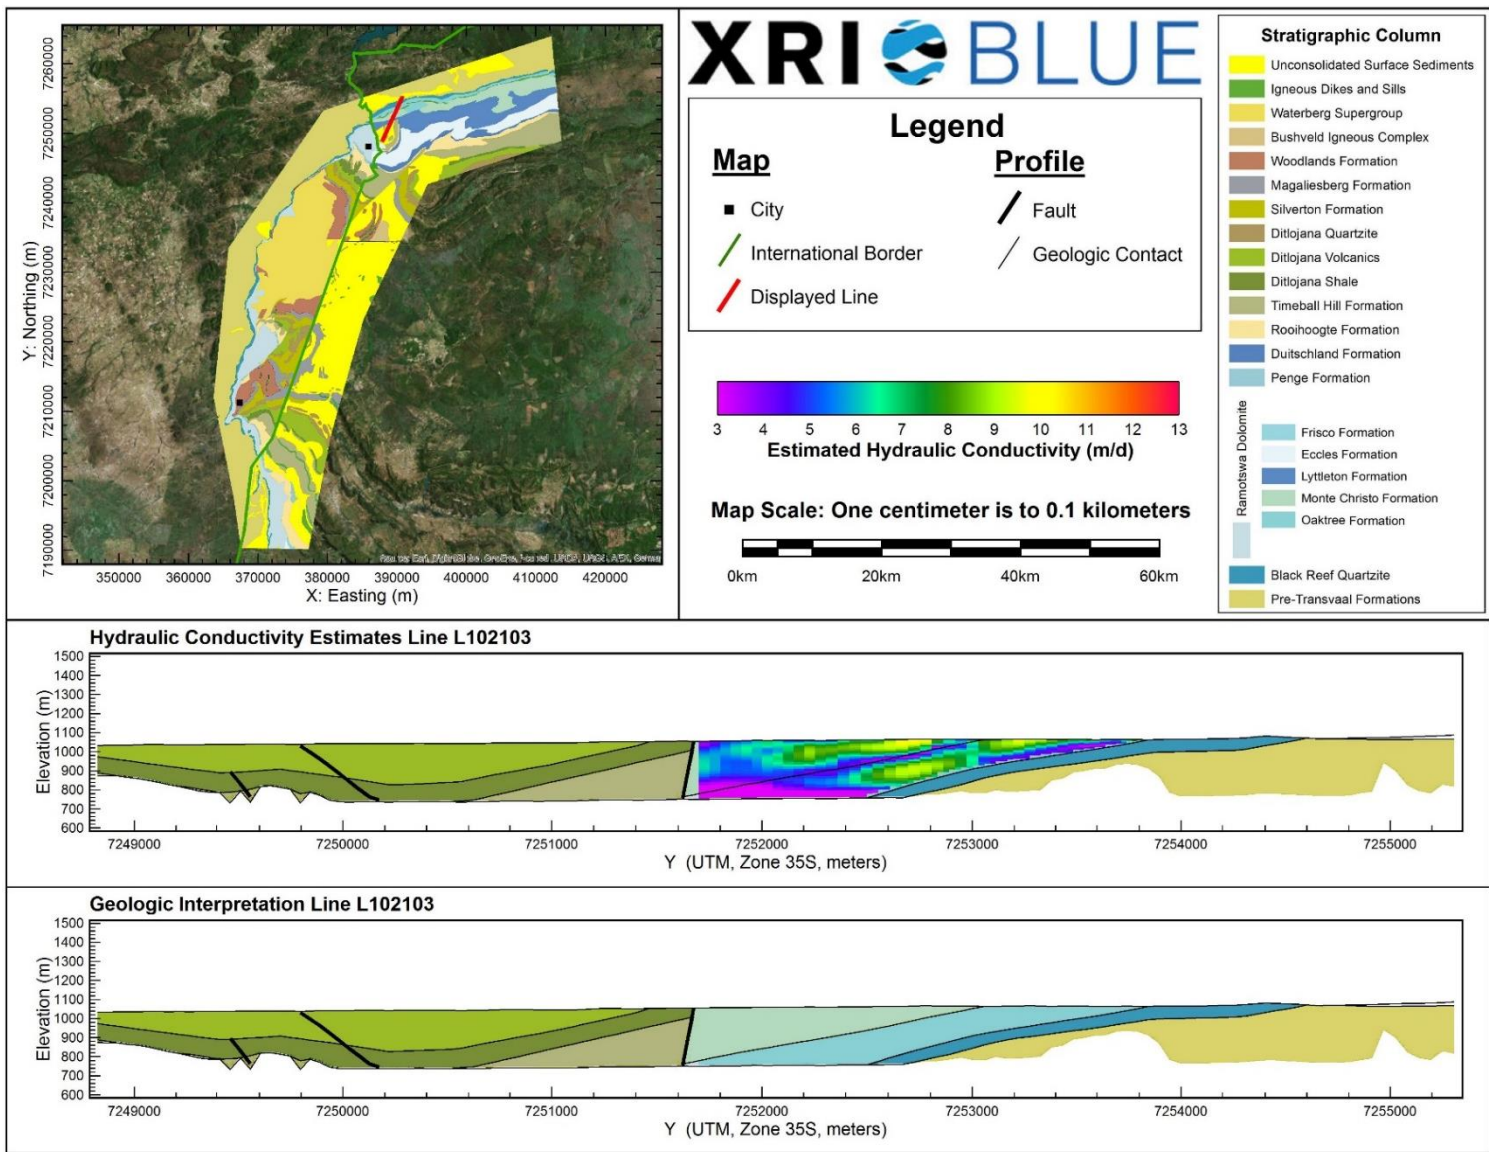 7260000
7250000
7240000
7230000
7220000
7210000
7200000
7190000
Y: Northing (m)
350000 360000 370000 380000 390000 400000 410000 420000
X: Easting (m)
XRI BLUE
Legend
Map
City
International Border
Displayed Line
Profile
Fault
Geologic Contact
3 4 5 6 7 8 9 10 11 12 13
Estimated Hydraulic Conductivity (m/d)
Map Scale: One centimeter is to 0.1 kilometers
0km 20km 40km 60km
Stratigraphic Column
Unconsolidated Surface Sediments
Igneous Dikes and Sills
Waterberg Supergroup
Bushveld Igneous Complex
Woodlands Formation
Magaliesberg Formation
Silverton Formation
Ditlojana Quartzite
Ditlojana Volcanics
Ditlojana Shale
Timeball Hill Formation
Rooihoogte Formation
Duitschland Formation
Penge Formation
Ramotswa Dolomite
Frisco Formation
Eccles Formation
Lyttleton Formation
Monte Christo Formation
Oaktree Formation
Black Reef Quartzite
Pre-Transvaal Formations
Hydraulic Conductivity Estimates Line L102103
Elevation (m)
1500
1400
1300
1200
1100
1000
900
800
700
600
7249000 7250000 7251000 7252000 7253000 7254000 7255000
Y (UTM, Zone 35S, meters)
Geologic Interpretation Line L102103
Elevation (m)
1500
1400
1300
1200
1100
1000
900
800
700
600
7249000 7250000 7251000 7252000 7253000 7254000 7255000
Y (UTM, Zone 35S, meters)